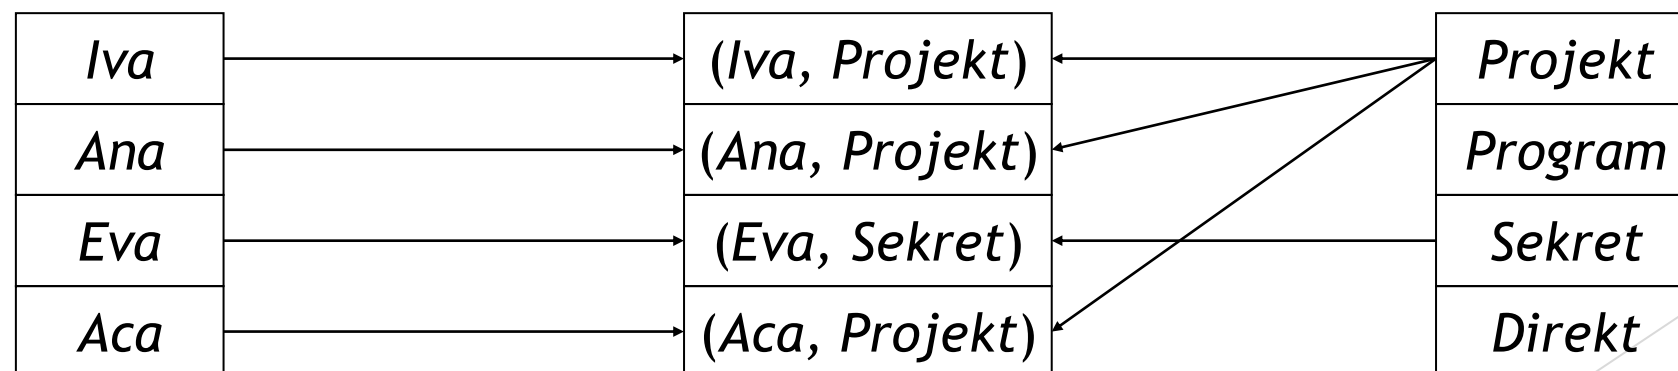 Iva (Iva, Projekt) Projekt
Ana (Ana, Projekt) Program
Eva (Eva, Sekret) Sekret
Aca (Aca, Projekt) Direkt